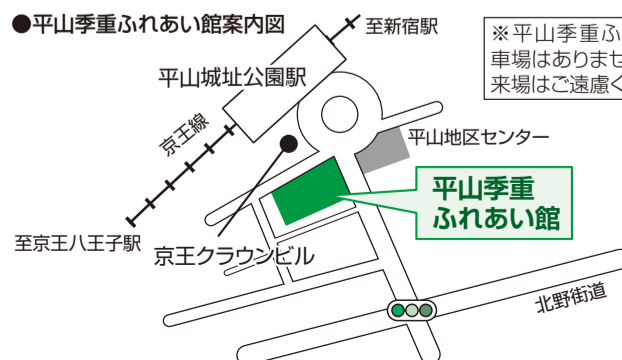 ●平山季重ふれあい館案内図
至新宿駅
※平山季重ふ
車場はありませ
来場はご遠慮く
平山城址公園駅
京王線
平山地区センター
平山季重
ふれあい館
至京王八王子駅
京王クラウンビル
北野街道